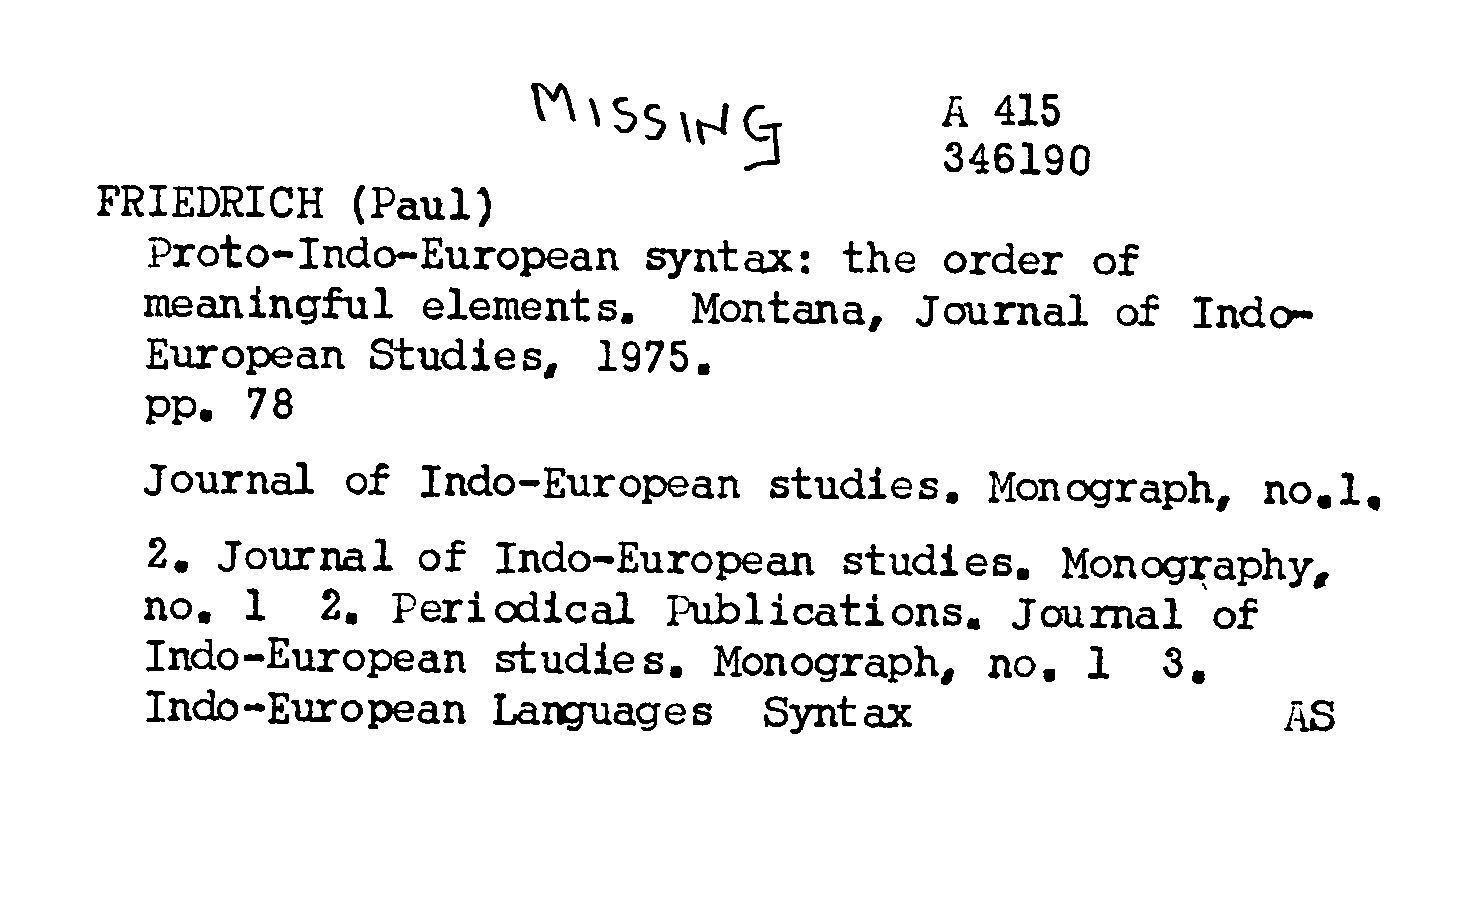 MISSING
A 415
346190
FRIEDRICH (Paul)
Proto-Indo-European syntax: the order of
meaningful elements. Montana, Journal of Indo-
European Studies, 1975.
pp. 78
Journal of Indo-European studies. Monograph, no.1.
2. Journal of Indo-European studies. Monography,
no. 1 2. Periodical Publications. Journal of
Indo-European studies. Monograph, no. 1 3.
Indo-European Languages Syntax AS